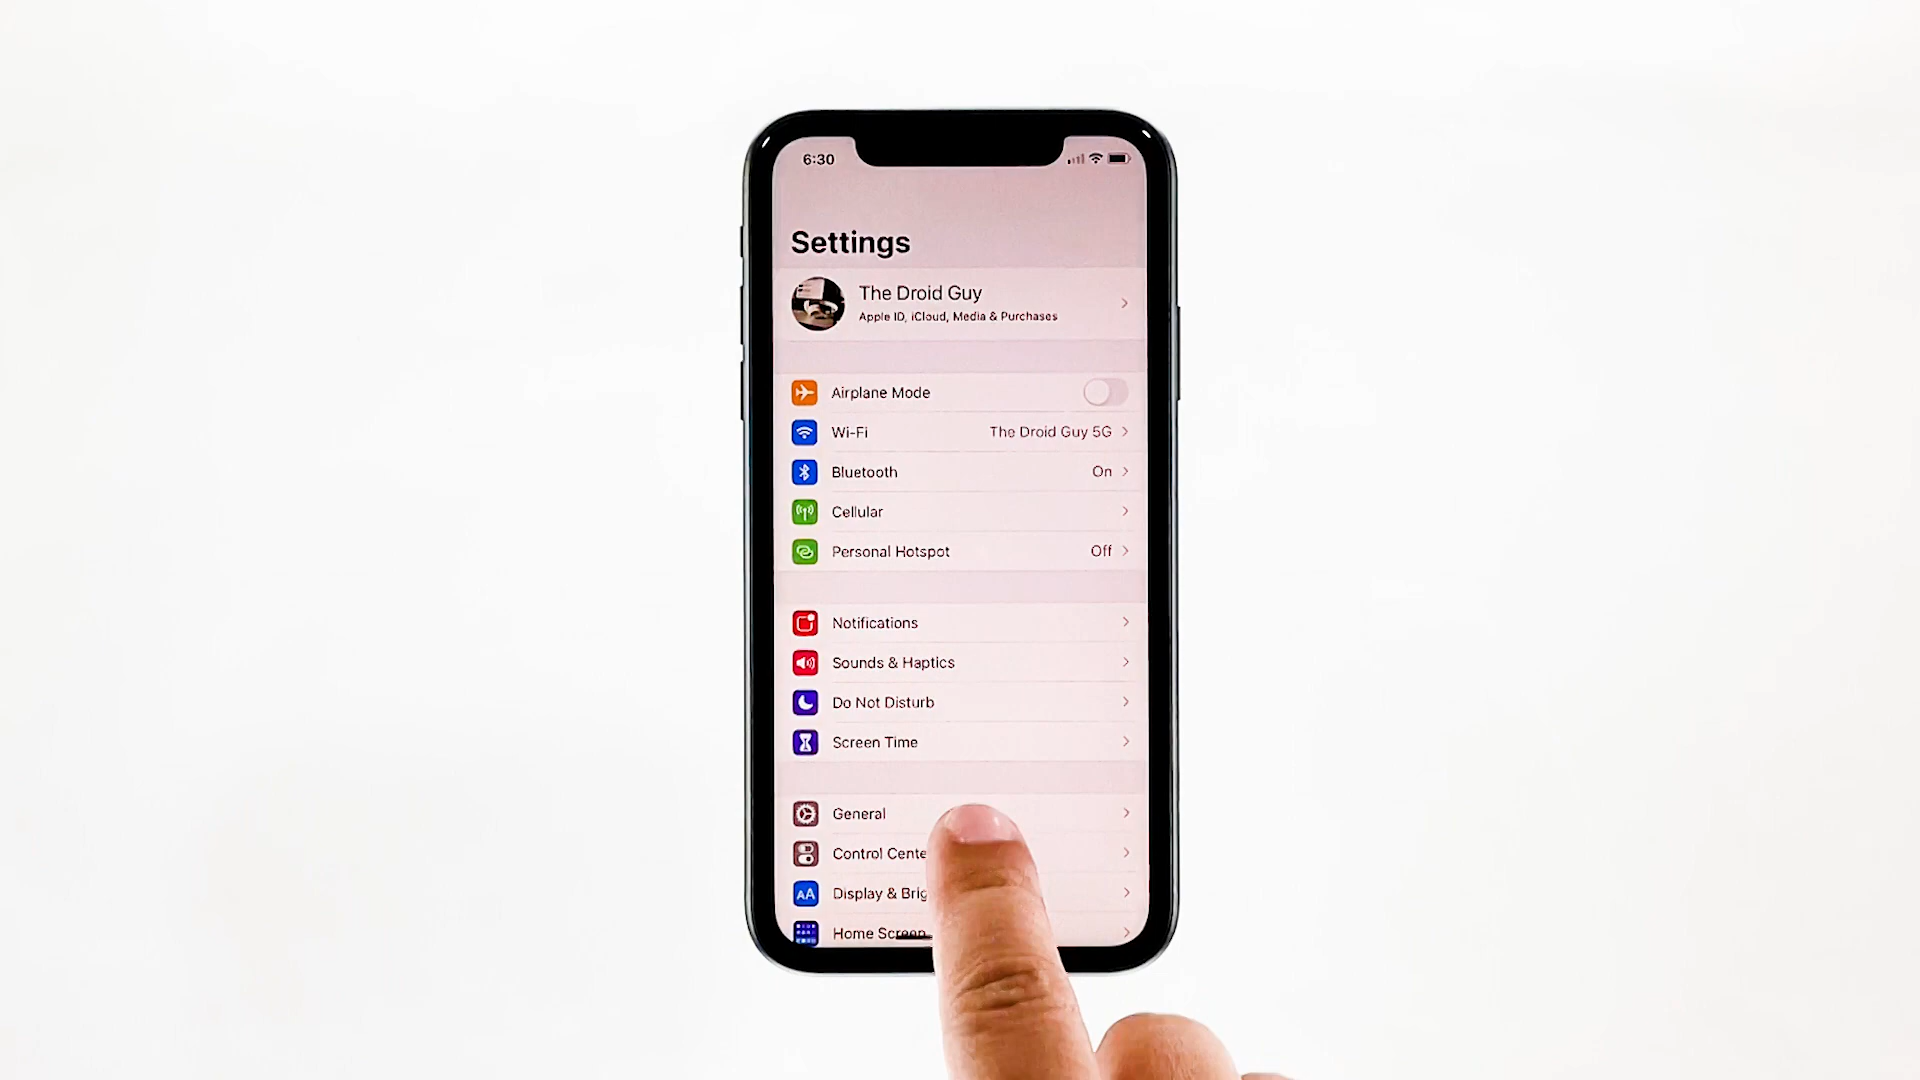 6:30
Settings
The Droid Guy
Apple ID, iCloud, Media & Purchases
Airplane Mode
Wi-Fi The Droid Guy 5G
Bluetooth On
Cellular
Personal Hotspot Off
Notifications
Sounds & Haptics
Do Not Disturb
Screen Time
General
Control Cente
AA Display & Brig
Home Screen